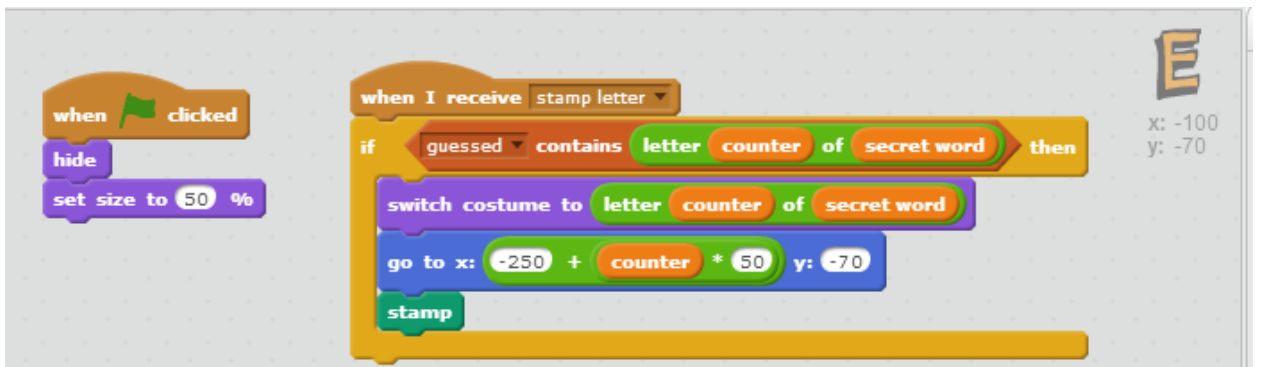 when clicked
hide
set size to 50 %
when I receive stamp letter
if guessed contains letter counter of secret word then
switch costume to letter counter of secret word
go to x: -250 + counter * 50 y: -70
stamp
E
x: -100
y: -70